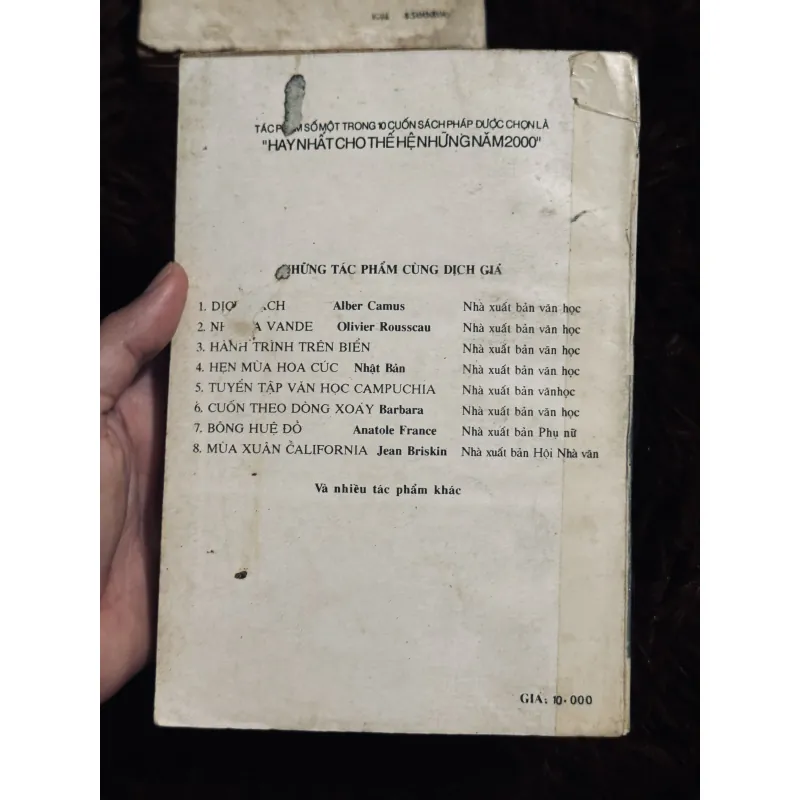 TÁC SỐ MỘT TRONG 10 CUỐN SÁCH PHÁP ĐƯỢC CHỌN LÀ
"HAY NHẤT CHO THẾ HỆ NHỮNG NĂM 2000"
NHỮNG TÁC PHẨM CÙNG DỊCH GIẢ
1. Alber Camus Nhà xuất bản văn học
2. VANDE Olivier Rousscau Nhà xuất bản văn học
3. HÀNH TRÌNH TRÊN BIỂN Nhà xuất bản văn học
4. HẸN MÙA HOA CÚC Nhật Bản Nhà xuất bản văn học
5. TUYỂN TẬP VĂN HỌC CAMPUCHIA Nhà xuất bản vănhọc
6. CUỐN THEO DÒNG XOÁY Barbara Nhà xuất bản văn học
7. BÔNG HUỆ ĐỎ Anatole France Nhà xuất bản Phụ nữ
8. MÙA XUÂN CALIFORNIA Jean Briskin Nhà xuất bản Hội Nhà văn
Và nhiều tác phẩm khác
GIÁ: 10.000